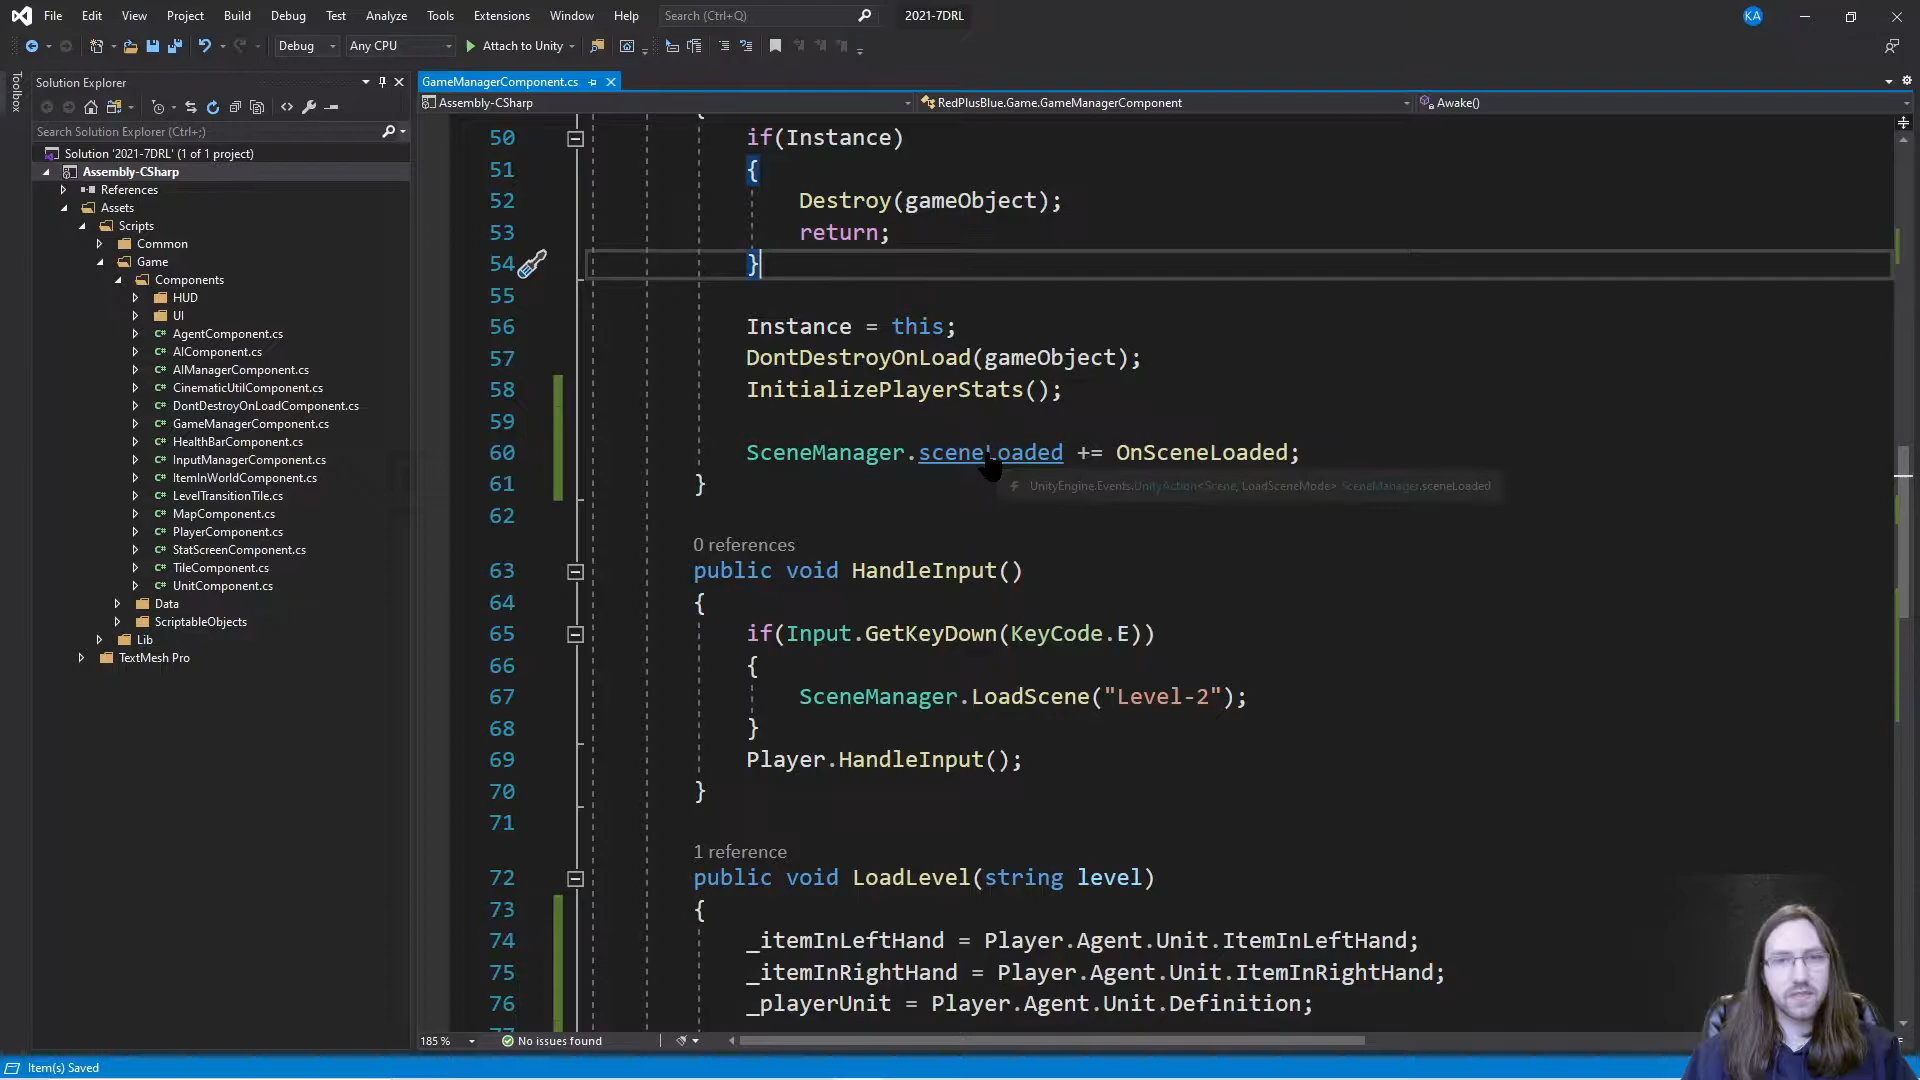 File Edit View Project Build Debug Test Analyze Tools Extensions Window Help Search (Ctrl+Q) 2021-7DRL KA
Debug Any CPU Attach to Unity
Toolbox
Solution Explorer
Search Solution Explorer (Ctrl+;)
Solution '2021-7DRL' (1 of 1 project)
Assembly-CSharp
References
Assets
Scripts
Common
Game
Components
HUD
UI
C# AgentComponent.cs
C# AIComponent.cs
C# AIManagerComponent.cs
C# CinematicUtilComponent.cs
C# DontDestroyOnLoadComponent.cs
C# GameManagerComponent.cs
C# HealthBarComponent.cs
C# InputManagerComponent.cs
C# ItemInWorldComponent.cs
C# LevelTransitionTile.cs
C# MapComponent.cs
C# PlayerComponent.cs
C# StatScreenComponent.cs
C# TileComponent.cs
C# UnitComponent.cs
Data
ScriptableObjects
Lib
TextMesh Pro
GameManagerComponent.cs
Assembly-CSharp RedPlusBlue.Game.GameManagerComponent Awake()
50 if(Instance)
51 {
52 Destroy(gameObject);
53 return;
54 }
55
56 Instance = this;
57 DontDestroyOnLoad(gameObject);
58 InitializePlayerStats();
59
60 SceneManager.sceneLoaded += OnSceneLoaded;
UnityEngine.Events.UnityAction<Scene, LoadSceneMode> SceneManager.sceneLoaded
61 }
62
0 references
63 public void HandleInput()
64 {
65 if(Input.GetKeyDown(KeyCode.E))
66 {
67 SceneManager.LoadScene("Level-2");
68 }
69 Player.HandleInput();
70 }
71
1 reference
72 public void LoadLevel(string level)
73 {
74 _itemInLeftHand = Player.Agent.Unit.ItemInLeftHand;
75 _itemInRightHand = Player.Agent.Unit.ItemInRightHand;
76 _playerUnit = Player.Agent.Unit.Definition;
185 % No issues found
Item(s) Saved